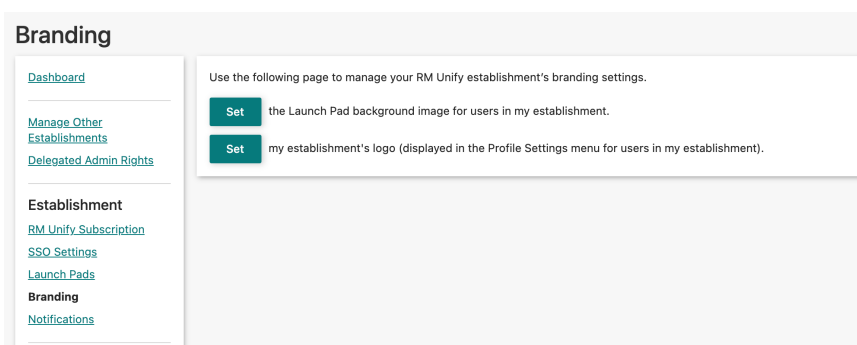 Branding
Dashboard
Manage Other
Establishments
Delegated Admin Rights
Establishment
RM Unify Subscription
SSO Settings
Launch Pads
Branding
Notifications
Use the following page to manage your RM Unify establishment's branding settings.
Set the Launch Pad background image for users in my establishment.
Set my establishment's logo (displayed in the Profile Settings menu for users in my establishment).